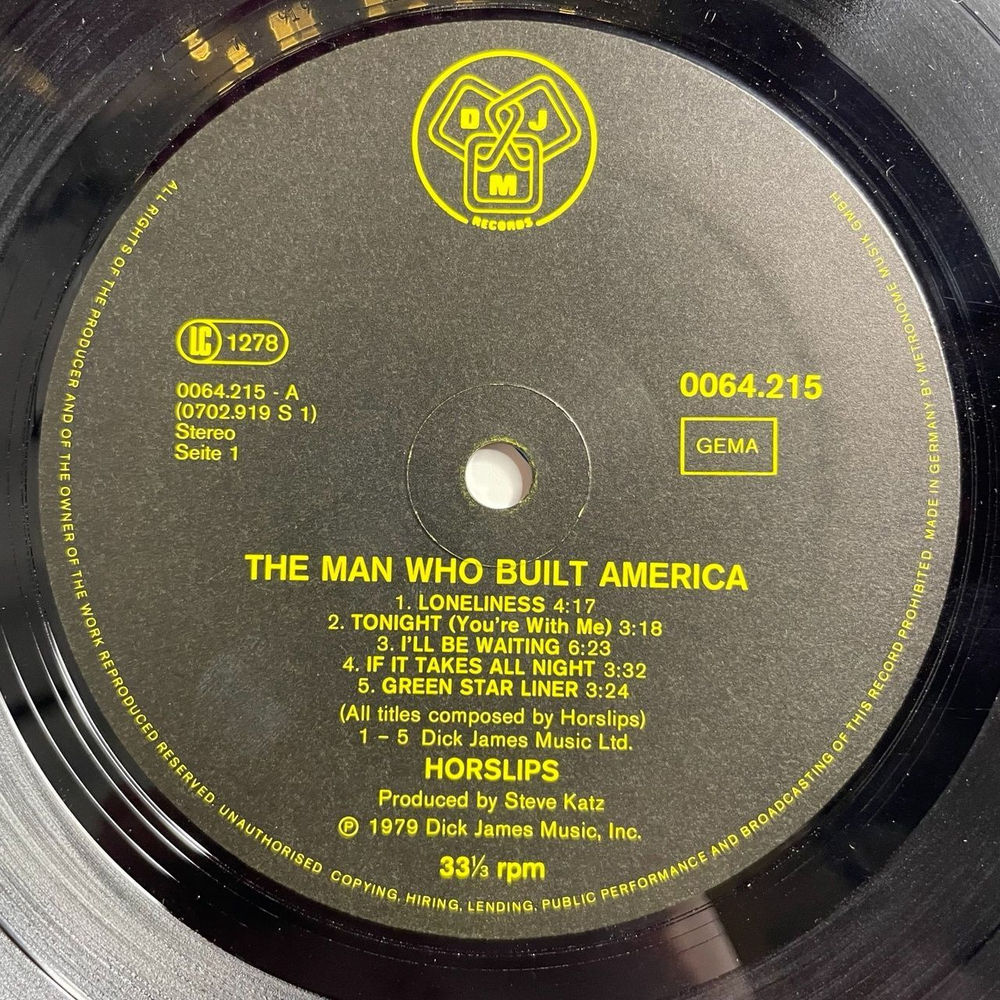 D J
M
RECORDS
LC 1278
0064.215 - A
(0702.919 S 1)
Stereo
Seite 1
0064.215
GEMA
THE MAN WHO BUILT AMERICA
1. LONELINESS 4:17
2. TONIGHT (You're With Me) 3:18
3. I'LL BE WAITING 6:23
4. IF IT TAKES ALL NIGHT 3:32
5. GREEN STAR LINER 3:24
(All titles composed by Horslips)
1 – 5 Dick James Music Ltd.
HORSLIPS
Produced by Steve Katz
℗ 1979 Dick James Music, Inc.
33⅓ rpm
ALL RIGHTS OF THE PRODUCER AND OF THE OWNER OF THE WORK REPRODUCED RESERVED. UNAUTHORISED COPYING, HIRING, LENDING, PUBLIC PERFORMANCE AND BROADCASTING OF THIS RECORD PROHIBITED MADE IN GERMANY BY METRONOME MUSIK GMBH